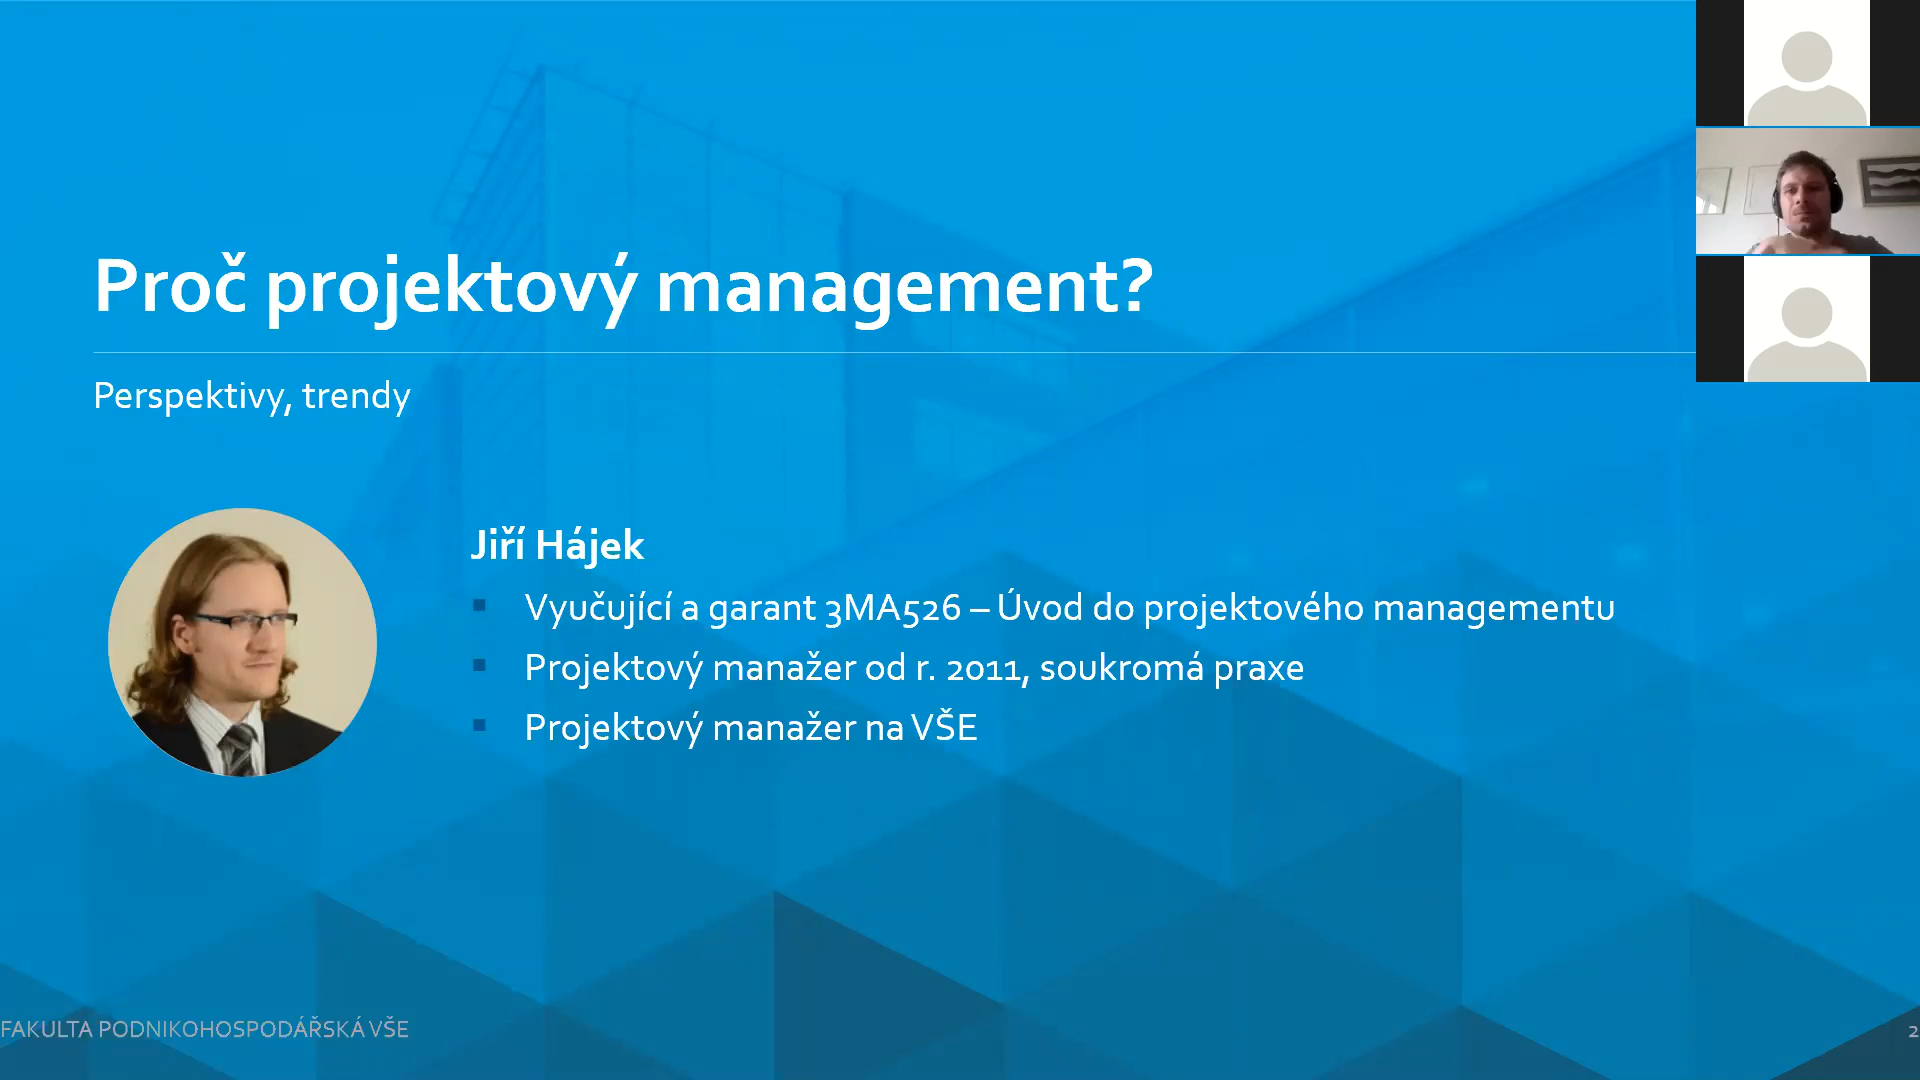 Proč projektový management?
Perspektivy, trendy
Jiří Hájek
Vyučující a garant 3MA526 – Úvod do projektového managementu
Projektový manažer od r. 2011, soukromá praxe
Projektový manažer na VŠE
FAKULTA PODNIKOHOSPODÁŘSKÁ VŠE
2